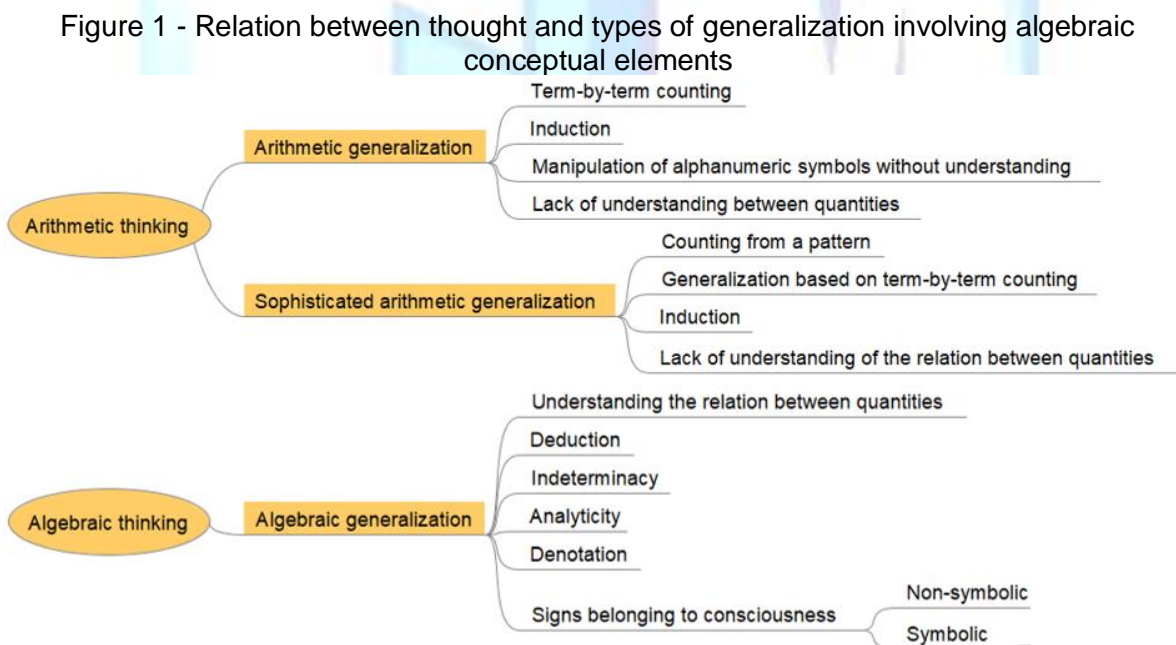 Figure 1 - Relation between thought and types of generalization involving algebraic
conceptual elements
Arithmetic thinking
Arithmetic generalization
Term-by-term counting
Induction
Manipulation of alphanumeric symbols without understanding
Lack of understanding between quantities
Sophisticated arithmetic generalization
Counting from a pattern
Generalization based on term-by-term counting
Induction
Lack of understanding of the relation between quantities
Algebraic thinking
Algebraic generalization
Understanding the relation between quantities
Deduction
Indeterminacy
Analyticity
Denotation
Signs belonging to consciousness
Non-symbolic
Symbolic